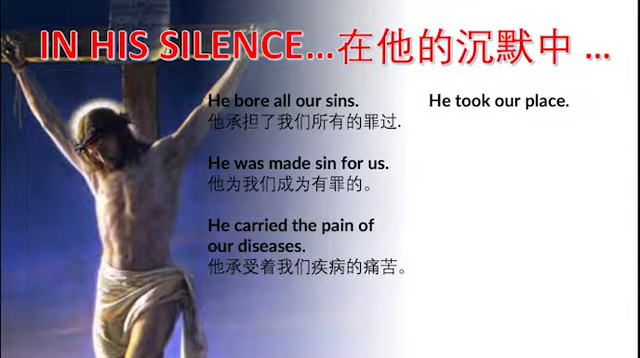 IN HIS SILENCE...在他的沉默中 ...
He bore all our sins.
他承担了我们所有的罪过.
He was made sin for us.
他为我们成为有罪的。
He carried the pain of
our diseases.
他承受着我们疾病的痛苦。
He took our place.